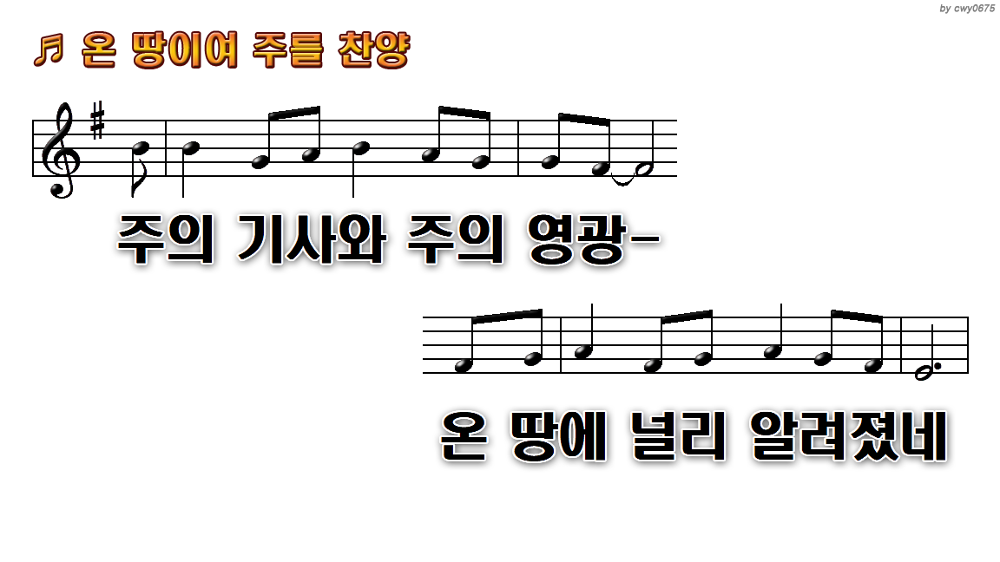 by cwy0675
♬ 온 땅이여 주를 찬양
주의 기사와 주의 영광–
온 땅에 널리 알려졌네